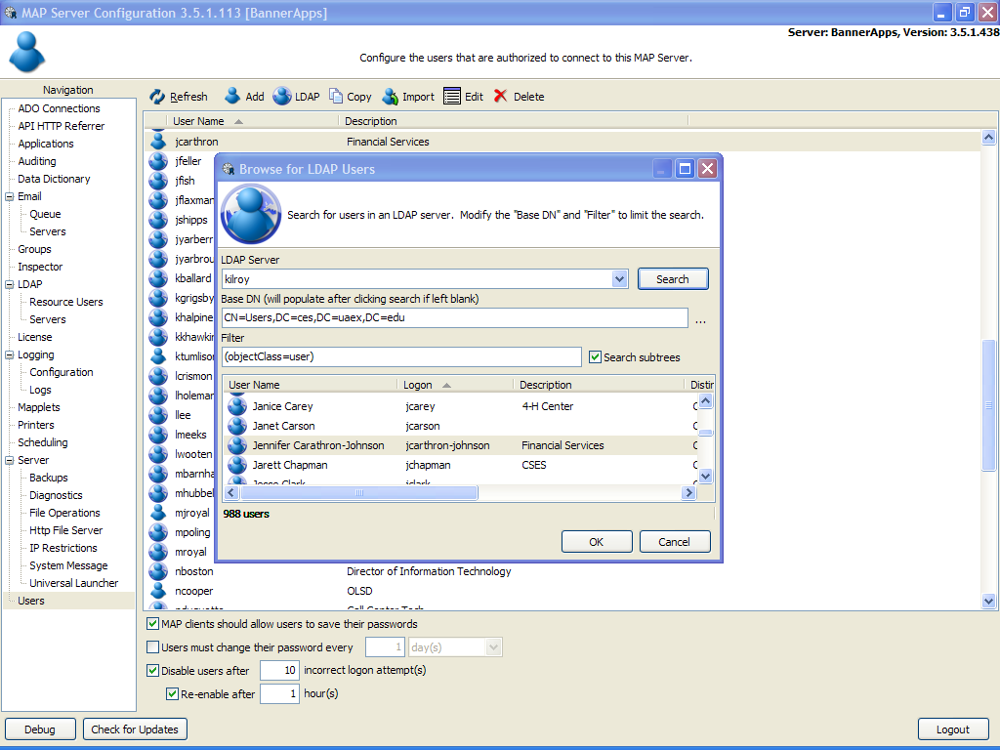 MAP Server Configuration 3.5.1.113 [BannerApps]
Server: BannerApps, Version: 3.5.1.438
Configure the users that are authorized to connect to this MAP Server.
Navigation
ADO Connections
API HTTP Referrer
Applications
Auditing
Data Dictionary
Email
Queue
Servers
Groups
Inspector
LDAP
Resource Users
Servers
License
Logging
Configuration
Logs
Mapplets
Printers
Scheduling
Server
Backups
Diagnostics
File Operations
Http File Server
IP Restrictions
System Message
Universal Launcher
Users
Refresh Add LDAP Copy Import Edit Delete
User Name Description
jcarthron Financial Services
jfeller
jfish
jflaxman
jshipps
jyarberr
jyarbrou
kballard
kgrigsby
khalpine
kkhawkin
ktumlison
lcrismon
lholeman
llee
lmeeks
lwooten
mbarnha
mhubbel
mjroyal
mpoling
mroyal
nboston Director of Information Technology
ncooper OLSD
Browse for LDAP Users
Search for users in an LDAP server. Modify the "Base DN" and "Filter" to limit the search.
LDAP Server
kilroy Search
Base DN (will populate after clicking search if left blank)
CN=Users,DC=ces,DC=uaex,DC=edu ...
Filter
(objectClass=user) Search subtrees
User Name Logon Description Distin
Janice Carey jcarey 4-H Center C
Janet Carson jcarson C
Jennifer Carathron-Johnson jcarthron-johnson Financial Services C
Jarett Chapman jchapman CSES C
Jesse Clark jclark
988 users
OK Cancel
MAP clients should allow users to save their passwords
Users must change their password every 1 day(s)
Disable users after 10 incorrect logon attempt(s)
Re-enable after 1 hour(s)
Debug Check for Updates Logout